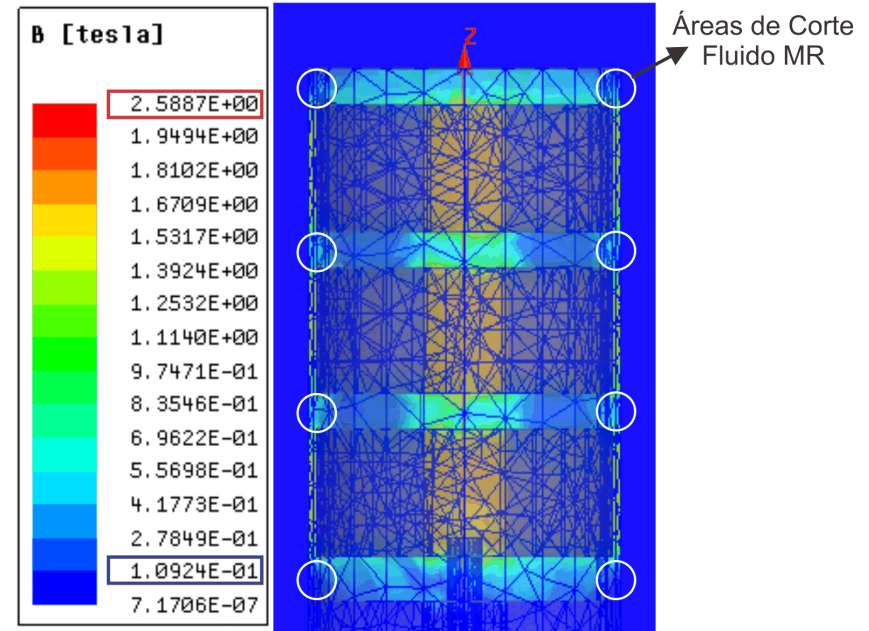 B [tesla]
2.5887E+00
1.9494E+00
1.8102E+00
1.6709E+00
1.5317E+00
1.3924E+00
1.2532E+00
1.1140E+00
9.7471E-01
8.3546E-01
6.9622E-01
5.5698E-01
4.1773E-01
2.7849E-01
1.0924E-01
7.1706E-07
Z
Áreas de Corte
Fluido MR